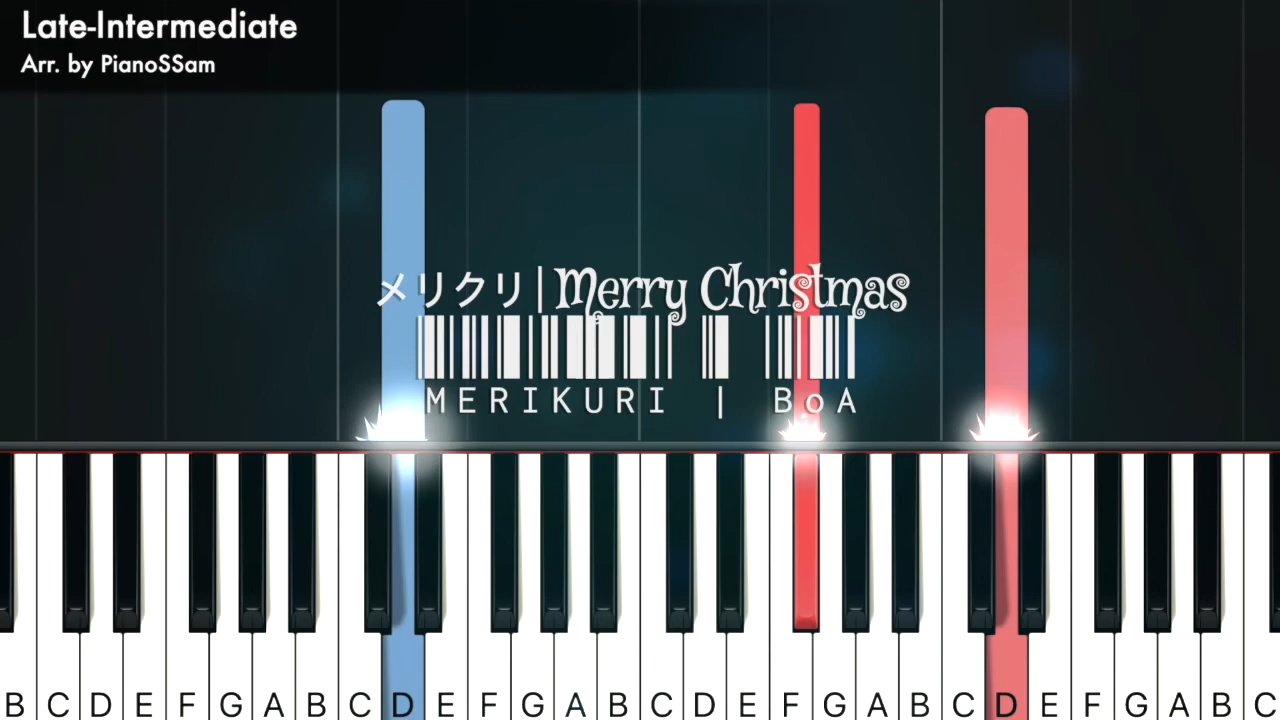 Late-Intermediate
Arr. by PianoSSam
メリクリ|Merry Christmas
MERIKURI | BoA
B C D E F G A B C D E F G A B C D E F G A B C D E F G A B C